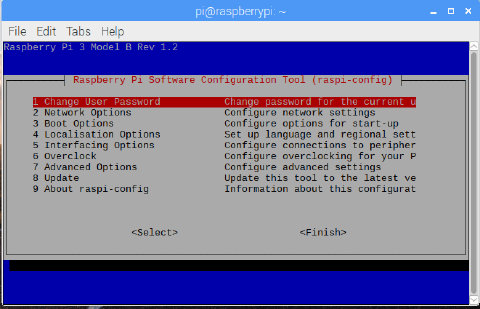 pi@raspberrypi: ~
File Edit Tabs Help
Raspberry Pi 3 Model B Rev 1.2
Raspberry Pi Software Configuration Tool (raspi-config)
1 Change User Password Change password for the current u
2 Network Options Configure network settings
3 Boot Options Configure options for start-up
4 Localisation Options Set up language and regional sett
5 Interfacing Options Configure connections to peripher
6 Overclock Configure overclocking for your P
7 Advanced Options Configure advanced settings
8 Update Update this tool to the latest ve
9 About raspi-config Information about this configurat
<Select> <Finish>